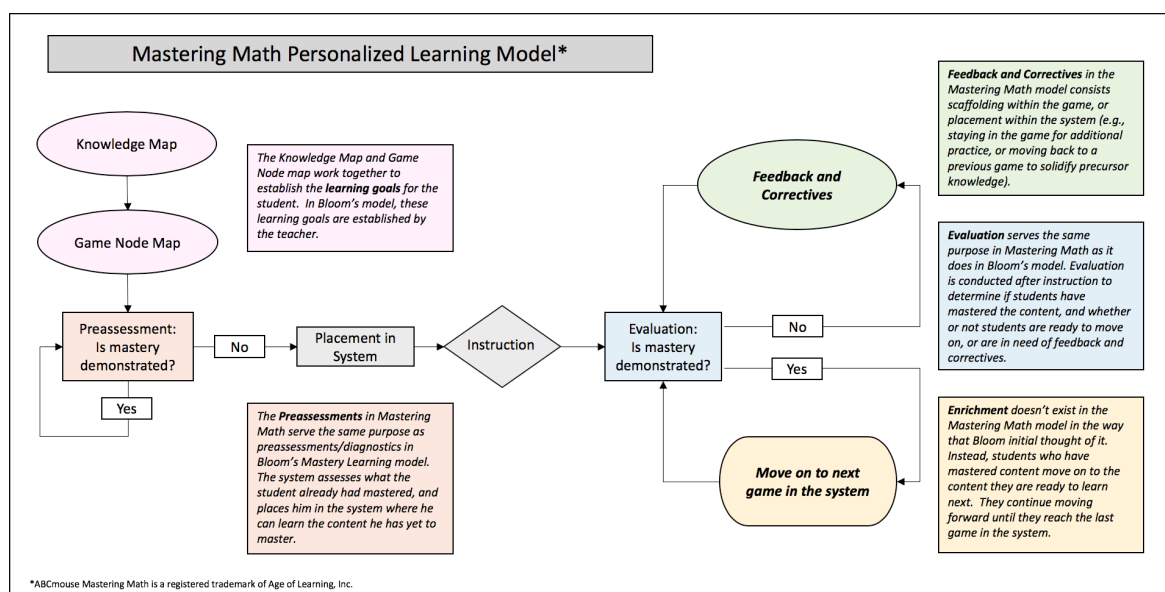 Mastering Math Personalized Learning Model*
Knowledge Map
Game Node Map
The Knowledge Map and Game
Node map work together to
establish the learning goals for the
student.  In Bloom's model, these
learning goals are established by
the teacher.
Preassessment:
Is mastery
demonstrated?
No
Yes
Placement in
System
Instruction
The Preassessments in Mastering
Math serve the same purpose as
preassessments/diagnostics in
Bloom's Mastery Learning model.
The system assesses what the
student already had mastered, and
places him in the system where he
can learn the content he has yet to
master.
Evaluation:
Is mastery
demonstrated?
No
Yes
Feedback and
Correctives
Move on to next
game in the system
Feedback and Correctives in the
Mastering Math model consists
scaffolding within the game, or
placement within the system (e.g.,
staying in the game for additional
practice, or moving back to a
previous game to solidify precursor
knowledge).
Evaluation serves the same
purpose in Mastering Math as it
does in Bloom's model. Evaluation
is conducted after instruction to
determine if students have
mastered the content, and whether
or not students are ready to move
on, or are in need of feedback and
correctives.
Enrichment doesn't exist in the
Mastering Math model in the way
that Bloom initial thought of it.
Instead, students who have
mastered content move on to the
content they are ready to learn
next.  They continue moving
forward until they reach the last
game in the system.
*ABCmouse Mastering Math is a registered trademark of Age of Learning, Inc.